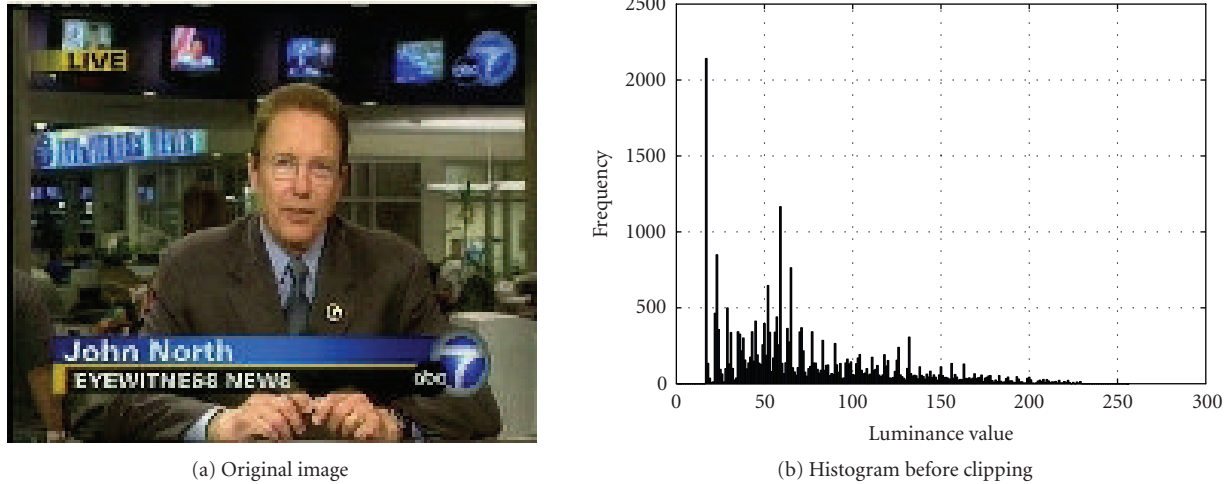 LIVE
abc 7
John North
EYEWITNESS NEWS
abc 7
(a) Original image
2500
2000
1500
1000
500
0
Frequency
0 50 100 150 200 250 300
Luminance value
(b) Histogram before clipping